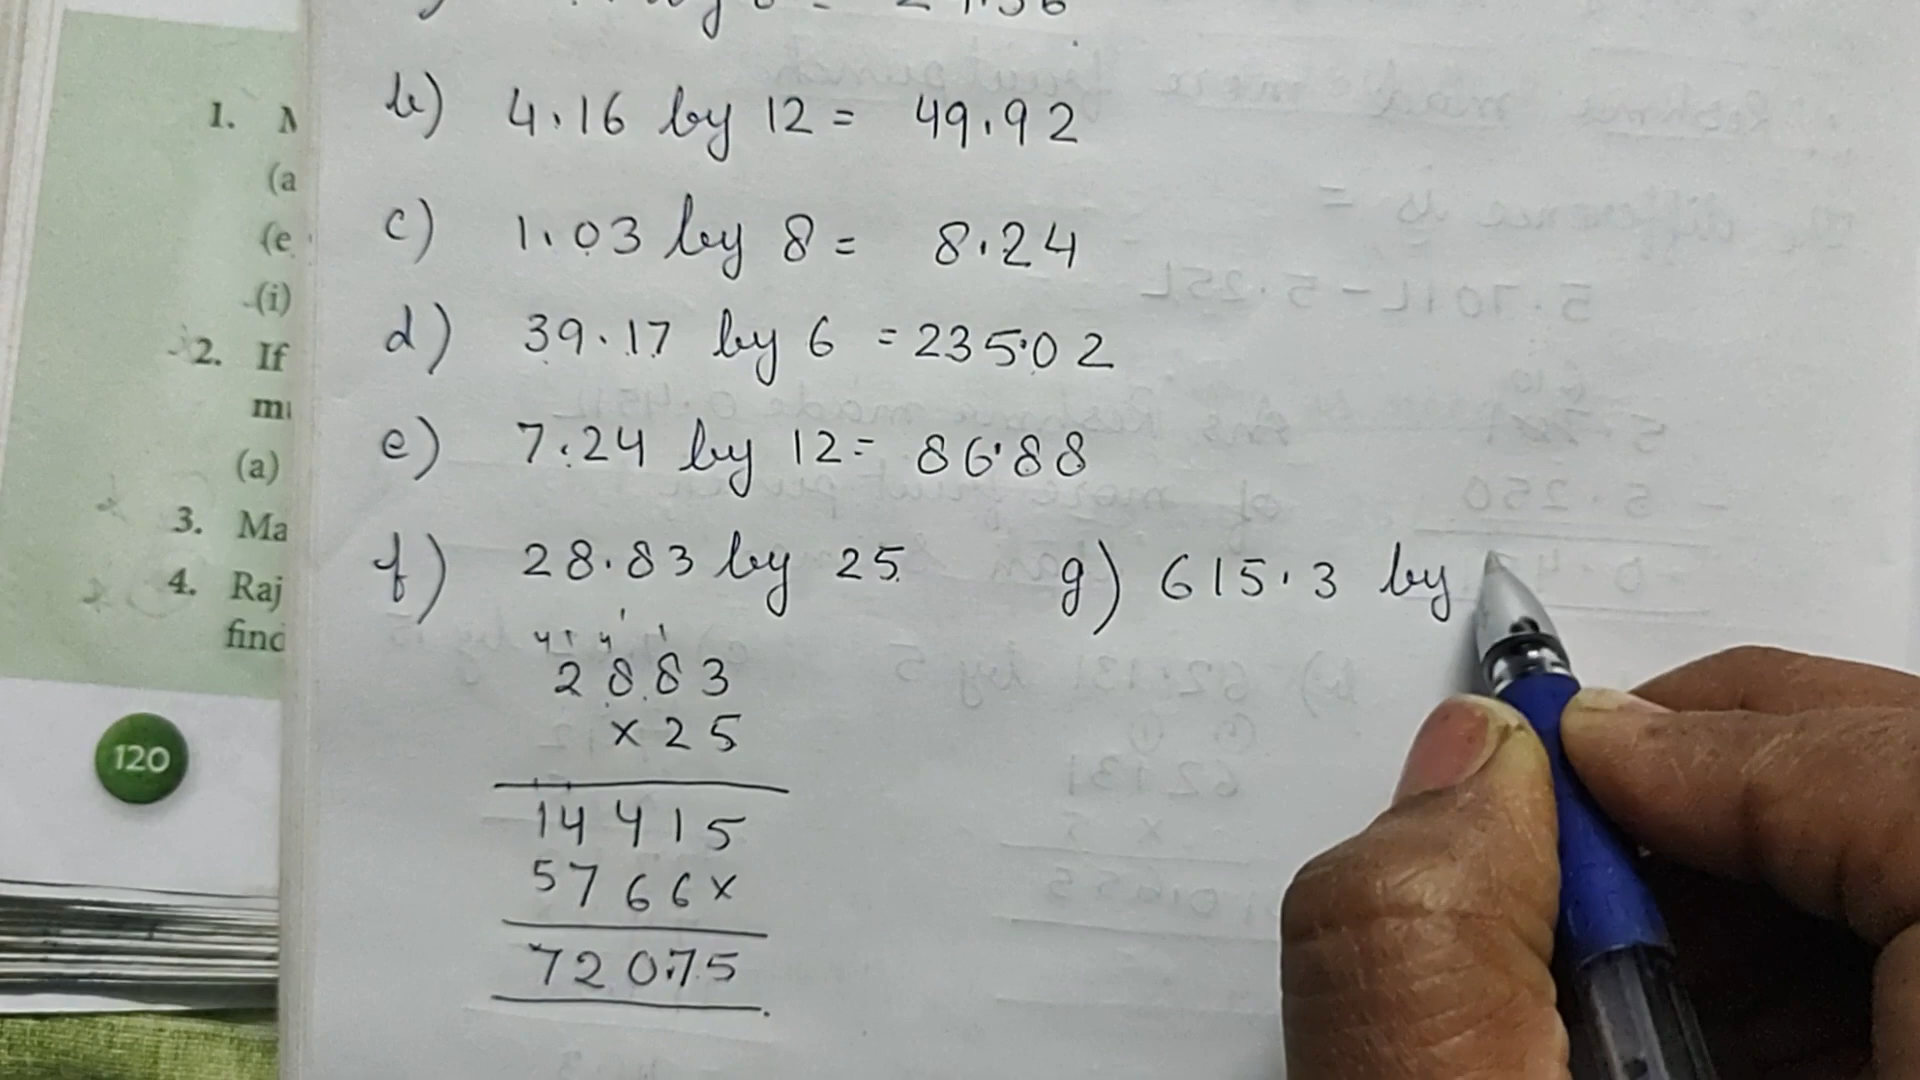 b) 4.16 by 12 = 49.92
c) 1.03 by 8 = 8.24
d) 39.17 by 6 = 235.02
e) 7.24 by 12 = 86.88
f) 28.83 by 25
2883
×25
14415
5766×
720.75
g) 615.3 by
1.
(a
(e
(i)
2. If
(a)
3. Ma
4. Raj
find
120